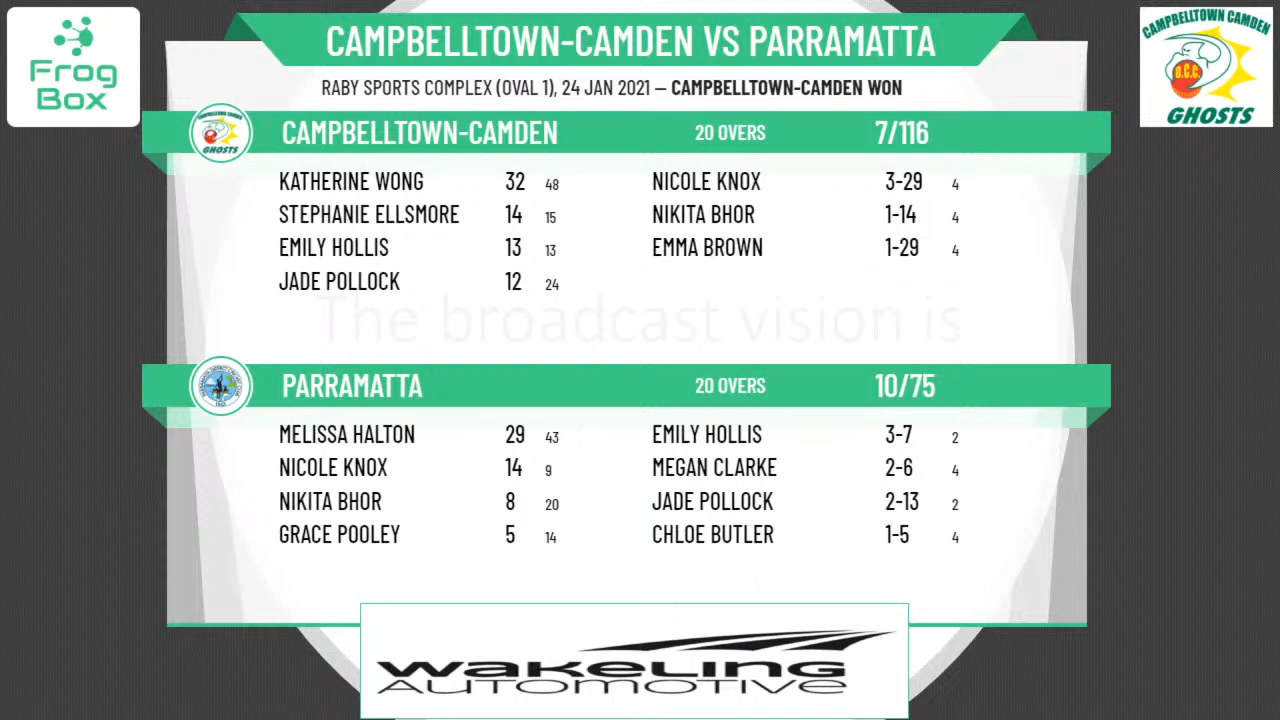 Frog
Box
CAMPBELLTOWN-CAMDEN VS PARRAMATTA
CAMPBELLTOWN CAMDEN
O.C.C.
GHOSTS
RABY SPORTS COMPLEX (OVAL 1), 24 JAN 2021 – CAMPBELLTOWN-CAMDEN WON
CAMPBELLTOWN CAMDEN
GHOSTS
CAMPBELLTOWN-CAMDEN 20 OVERS 7/116
KATHERINE WONG 32 48 NICOLE KNOX 3-29 4
STEPHANIE ELLSMORE 14 15 NIKITA BHOR 1-14 4
EMILY HOLLIS 13 13 EMMA BROWN 1-29 4
JADE POLLOCK 12 24
The broadcast vision is
PARRAMATTA 20 OVERS 10/75
MELISSA HALTON 29 43 EMILY HOLLIS 3-7 2
NICOLE KNOX 14 9 MEGAN CLARKE 2-6 4
NIKITA BHOR 8 20 JADE POLLOCK 2-13 2
GRACE POOLEY 5 14 CHLOE BUTLER 1-5 4
WAKELING
AUTOMOTIVE